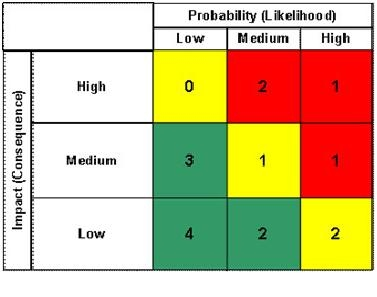 Probability (Likelihood)
Low Medium High
Impact (Consequence)
High 0 2 1
Medium 3 1 1
Low 4 2 2